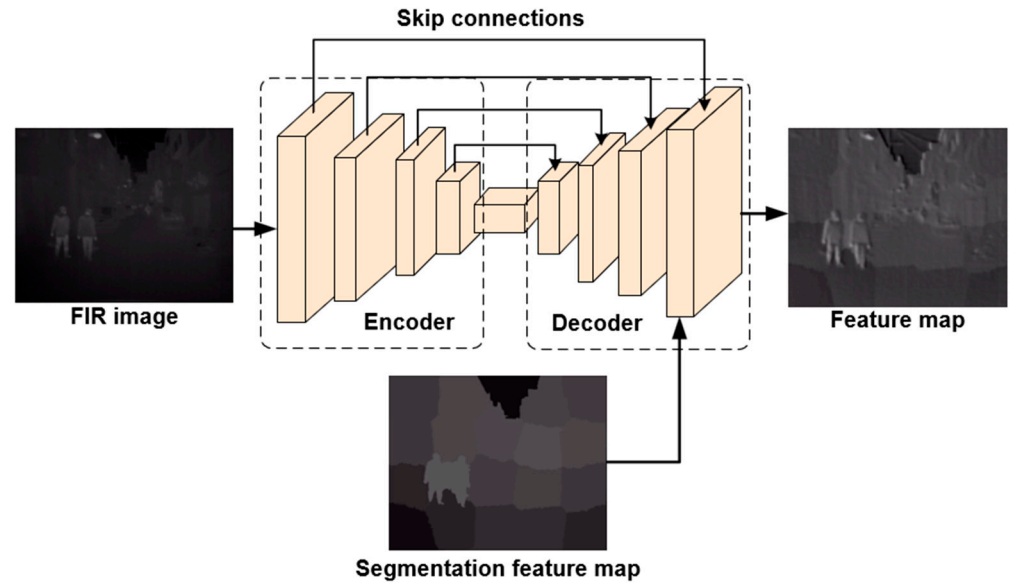 Skip connections
FIR image
Encoder
Decoder
Feature map
Segmentation feature map